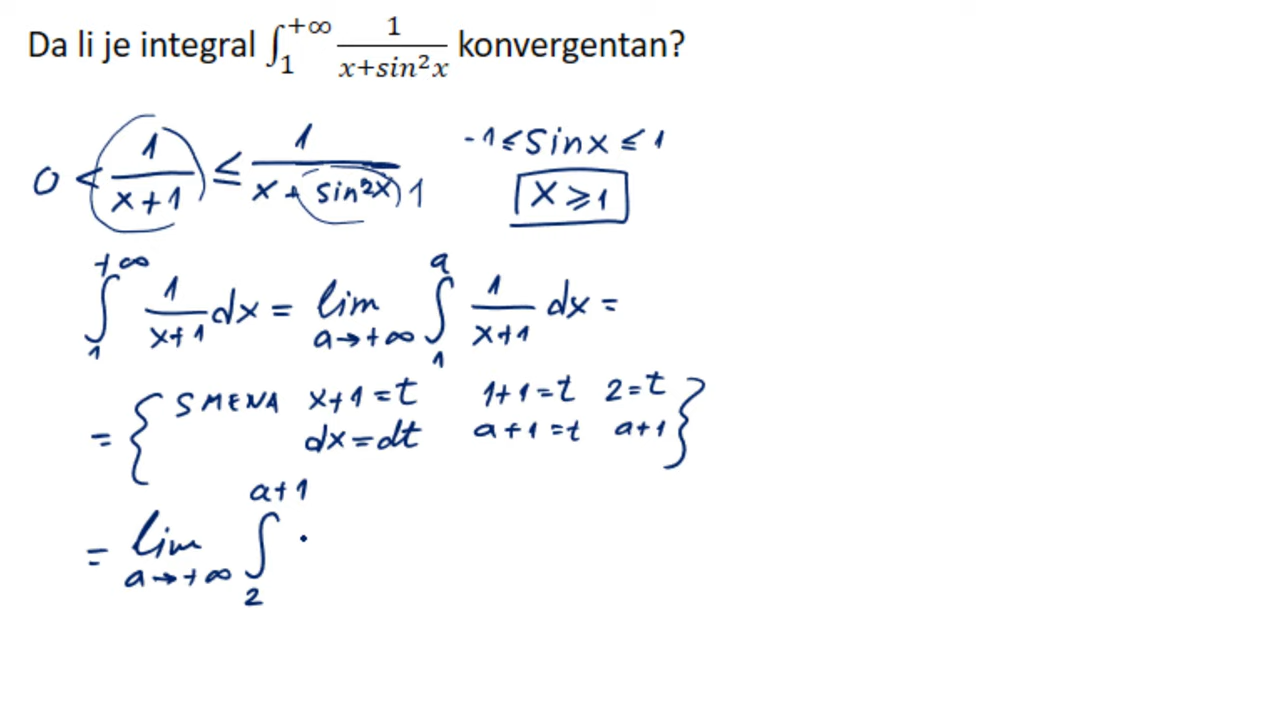 Da li je integral ∫₁^{+∞} 1/(x+sin²x) konvergentan?
0 < 1/(x+1) ≤ 1/(x + sin²x) 1    -1 ≤ sin x ≤ 1
x ≥ 1
∫₁^{+∞} 1/(x+1) dx = lim_{a→+∞} ∫₁^{a} 1/(x+1) dx =
= { SMENA x+1=t    1+1=t    2=t
dx=dt    a+1=t    a+1 }
= lim_{a→+∞} ∫₂^{a+1}